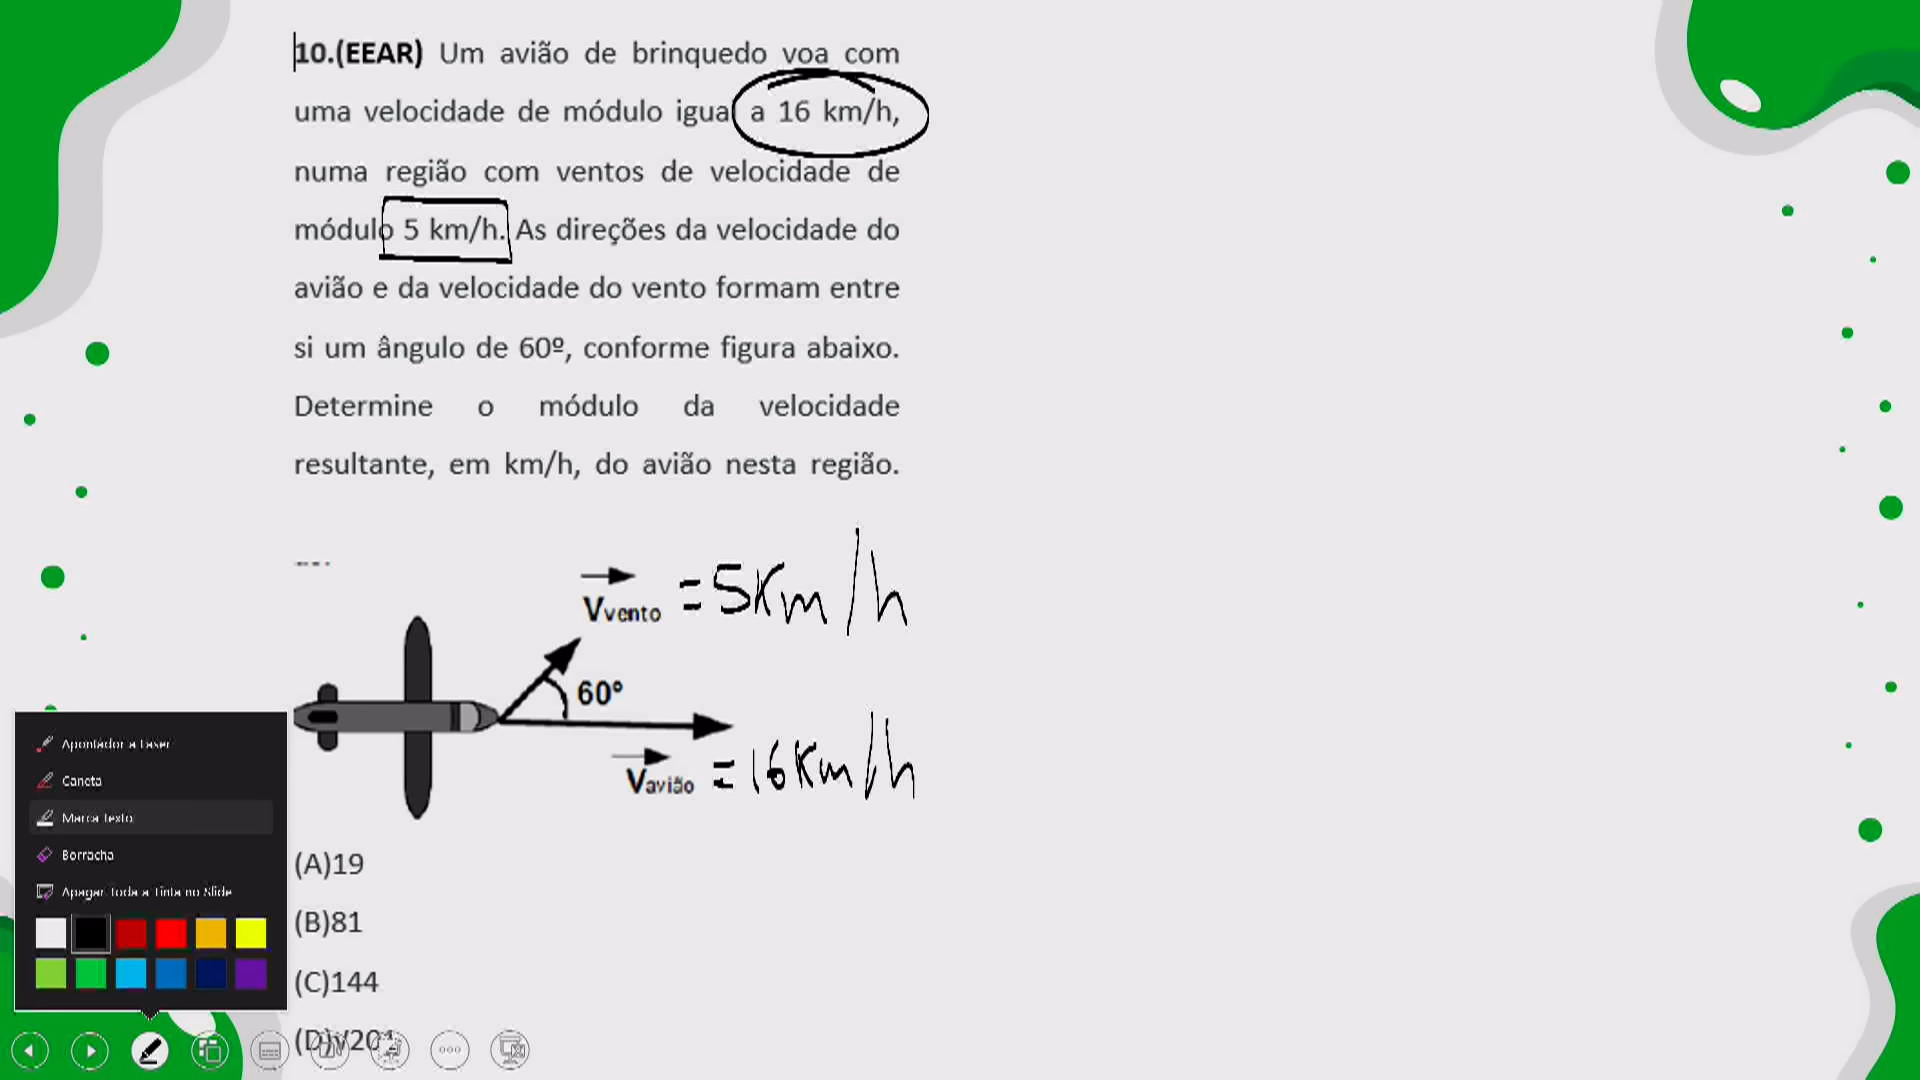 10.(EEAR) Um avião de brinquedo voa com
uma velocidade de módulo igual a 16 km/h,
numa região com ventos de velocidade de
módulo 5 km/h. As direções da velocidade do
avião e da velocidade do vento formam entre
si um ângulo de 60º, conforme figura abaixo.
Determine o módulo da velocidade
resultante, em km/h, do avião nesta região.
Vvento = 5Km/h
60°
Vavião = 16Km/h
Apontador a Laser
Caneta
Marca-texto
Borracha
Apagar Toda a Tinta no Slide
(A)19
(B)81
(C)144
(D)√201